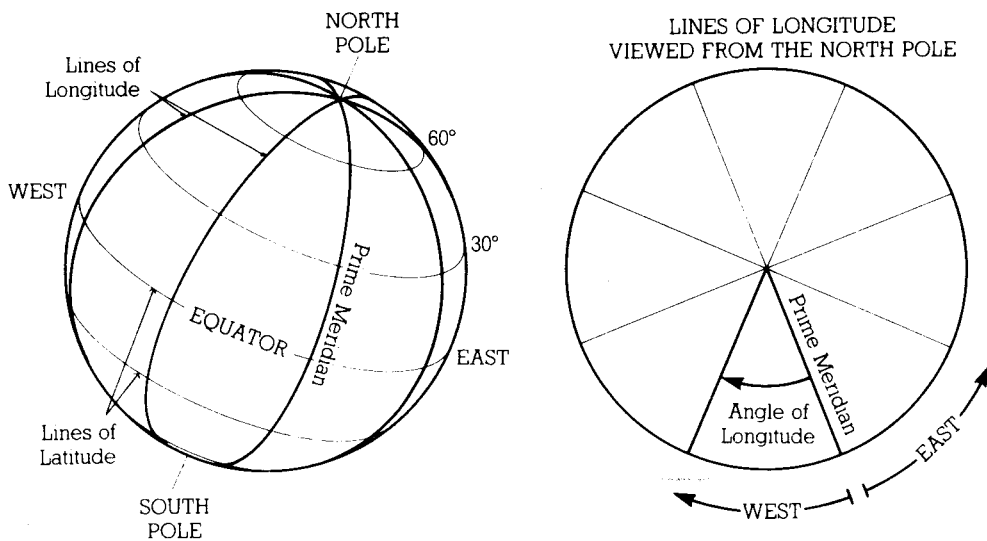 NORTH
POLE
Lines of
Longitude
60°
WEST
30°
Prime Meridian
EQUATOR
EAST
Lines of
Latitude
SOUTH
POLE
LINES OF LONGITUDE
VIEWED FROM THE NORTH POLE
Prime Meridian
Angle of
Longitude
EAST
WEST